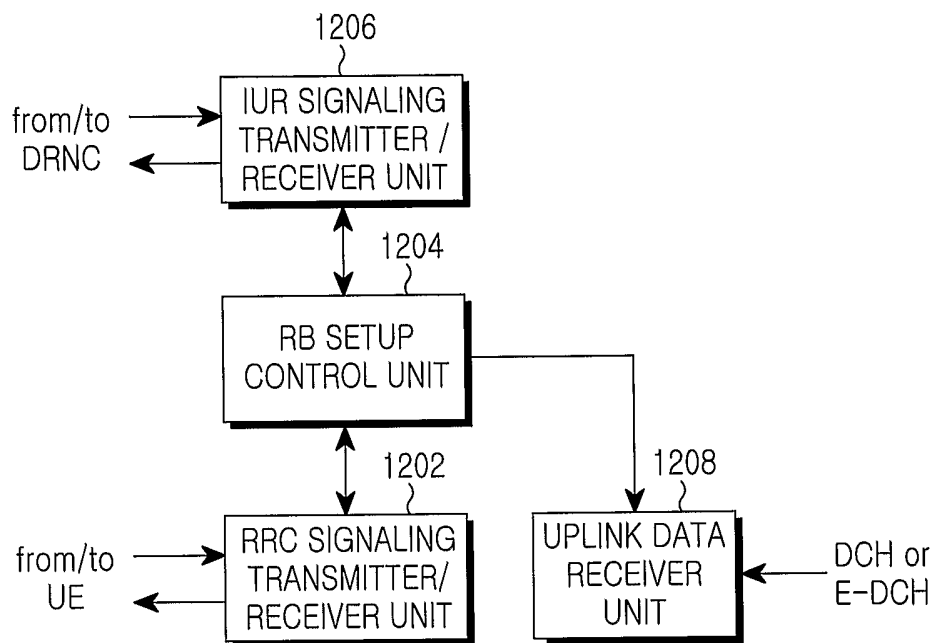 1206
IUR SIGNALING
TRANSMITTER /
RECEIVER UNIT
from/to
DRNC
1204
RB SETUP
CONTROL UNIT
1202
RRC SIGNALING
TRANSMITTER/
RECEIVER UNIT
from/to
UE
1208
UPLINK DATA
RECEIVER
UNIT
DCH or
E-DCH